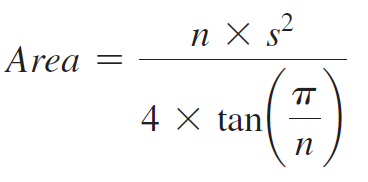 Area = n × s²
4 × tan(π
n)